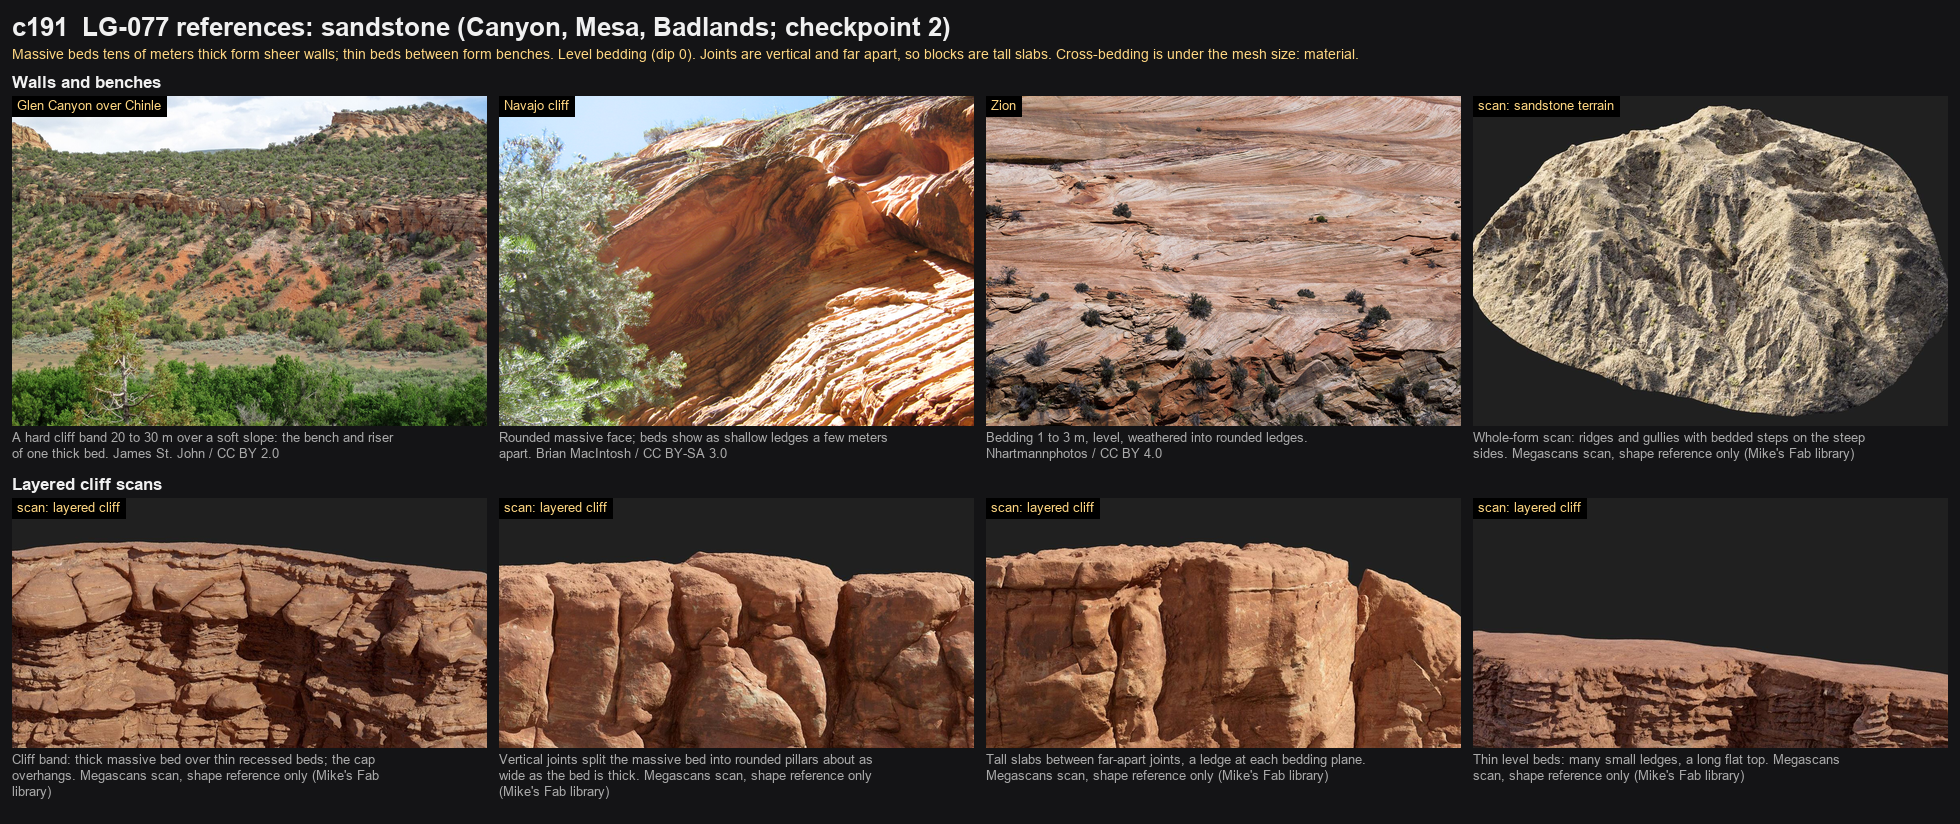 c191 LG-077 references: sandstone (Canyon, Mesa, Badlands; checkpoint 2)
Massive beds tens of meters thick form sheer walls; thin beds between form benches. Level bedding (dip 0). Joints are vertical and far apart, so blocks are tall slabs. Cross-bedding is under the mesh size: material.
Walls and benches
Glen Canyon over Chinle
Navajo cliff
Zion
scan: sandstone terrain
A hard cliff band 20 to 30 m over a soft slope: the bench and riser
of one thick bed. James St. John / CC BY 2.0
Rounded massive face; beds show as shallow ledges a few meters
apart. Brian MacIntosh / CC BY-SA 3.0
Bedding 1 to 3 m, level, weathered into rounded ledges.
Nhartmannphotos / CC BY 4.0
Whole-form scan: ridges and gullies with bedded steps on the steep
sides. Megascans scan, shape reference only (Mike's Fab library)
Layered cliff scans
scan: layered cliff
scan: layered cliff
scan: layered cliff
scan: layered cliff
Cliff band: thick massive bed over thin recessed beds; the cap
overhangs. Megascans scan, shape reference only (Mike's Fab
library)
Vertical joints split the massive bed into rounded pillars about as
wide as the bed is thick. Megascans scan, shape reference only
(Mike's Fab library)
Tall slabs between far-apart joints, a ledge at each bedding plane.
Megascans scan, shape reference only (Mike's Fab library)
Thin level beds: many small ledges, a long flat top. Megascans
scan, shape reference only (Mike's Fab library)